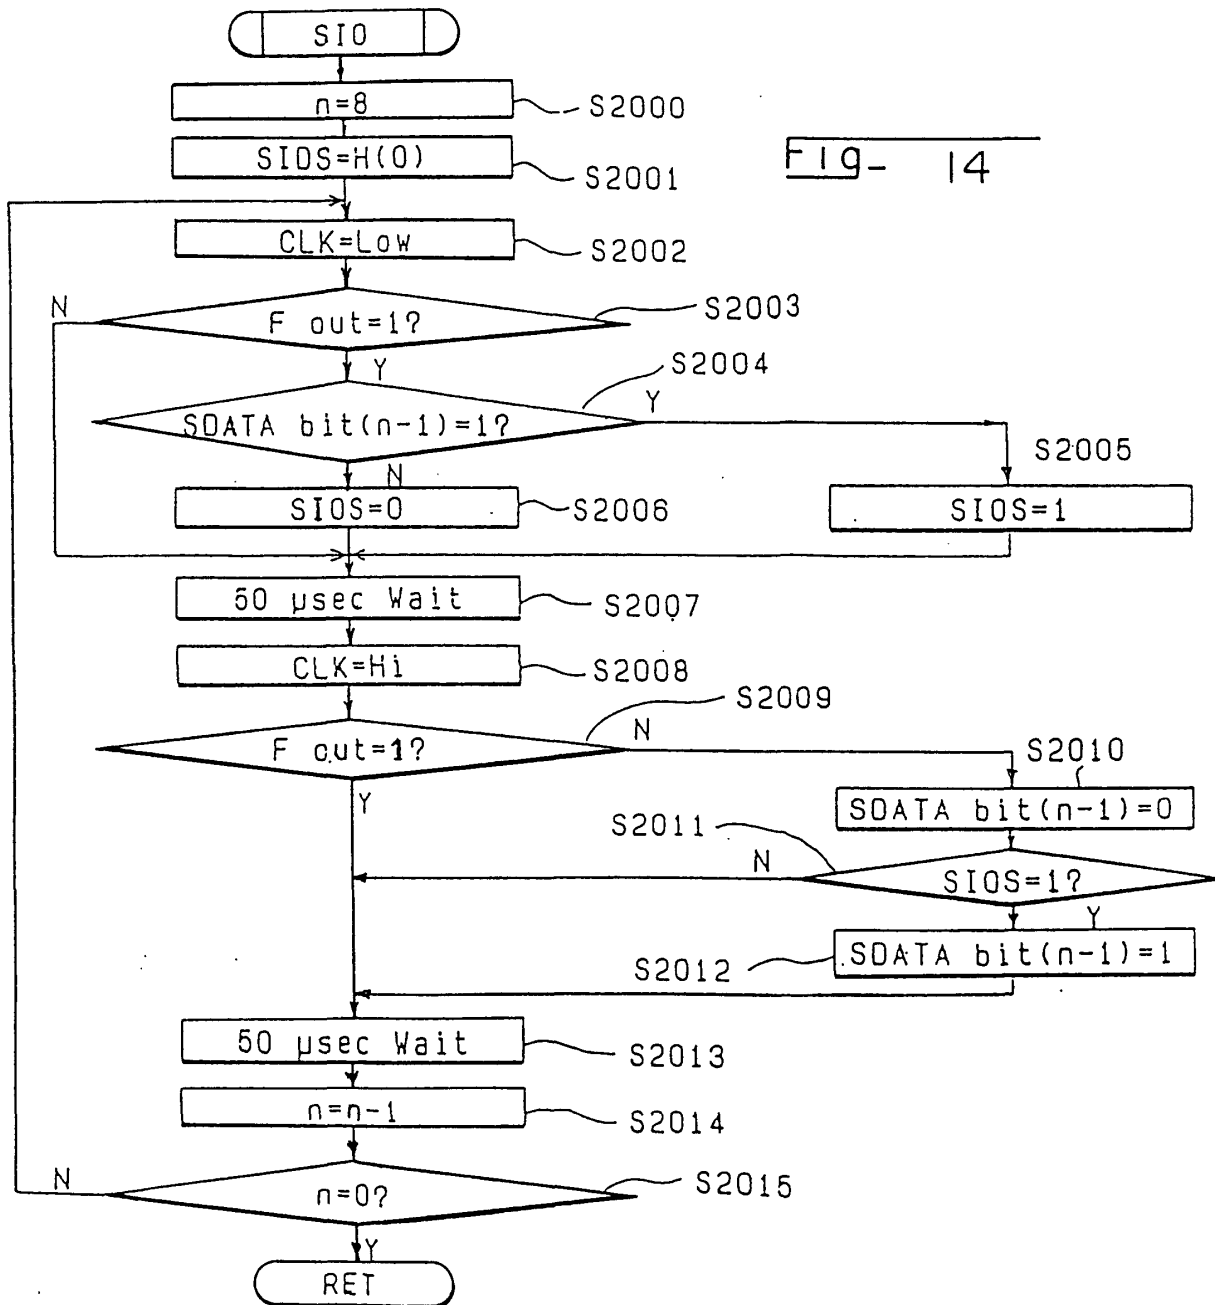 SIO
n=8
S2000
SIOS=H(0)
S2001
Fig- 14
CLK=Low
S2002
N
F out=1?
S2003
Y
S2004
SDATA bit(n-1)=1?
Y
S2005
N
SIOS=0
S2006
SIOS=1
50 μsec Wait
S2007
CLK=Hi
S2008
S2009
F out=1?
N
S2010
Y
SDATA bit(n-1)=0
S2011
N
SIOS=1?
Y
SDATA bit(n-1)=1
S2012
50 μsec Wait
S2013
n=n-1
S2014
N
n=0?
S2015
Y
RET